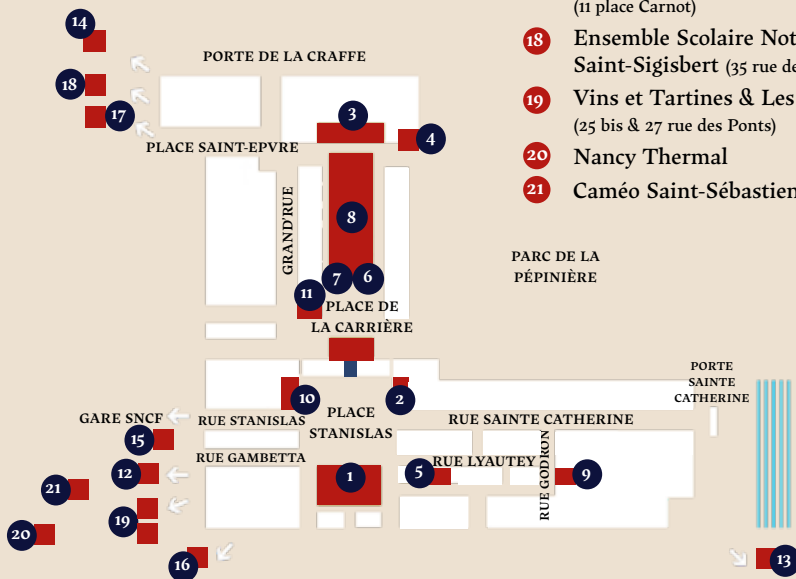 (11 place Carnot)
18 Ensemble Scolaire Not
Saint-Sigisbert (35 rue de
19 Vins et Tartines & Les
(25 bis & 27 rue des Ponts)
20 Nancy Thermal
21 Caméo Saint-Sébastien
14
PORTE DE LA CRAFFE
18
17
3
4
PLACE SAINT-EPVRE
8
GRAND'RUE
PARC DE LA
PÉPINIÈRE
7
6
11
PLACE DE
LA CARRIÈRE
PORTE
SAINTE
CATHERINE
10
2
GARE SNCF
RUE STANISLAS
PLACE
STANISLAS
RUE SAINTE CATHERINE
15
RUE GAMBETTA
RUE LYAUTEY
RUE GODRON
12
1
5
9
21
19
20
16
13